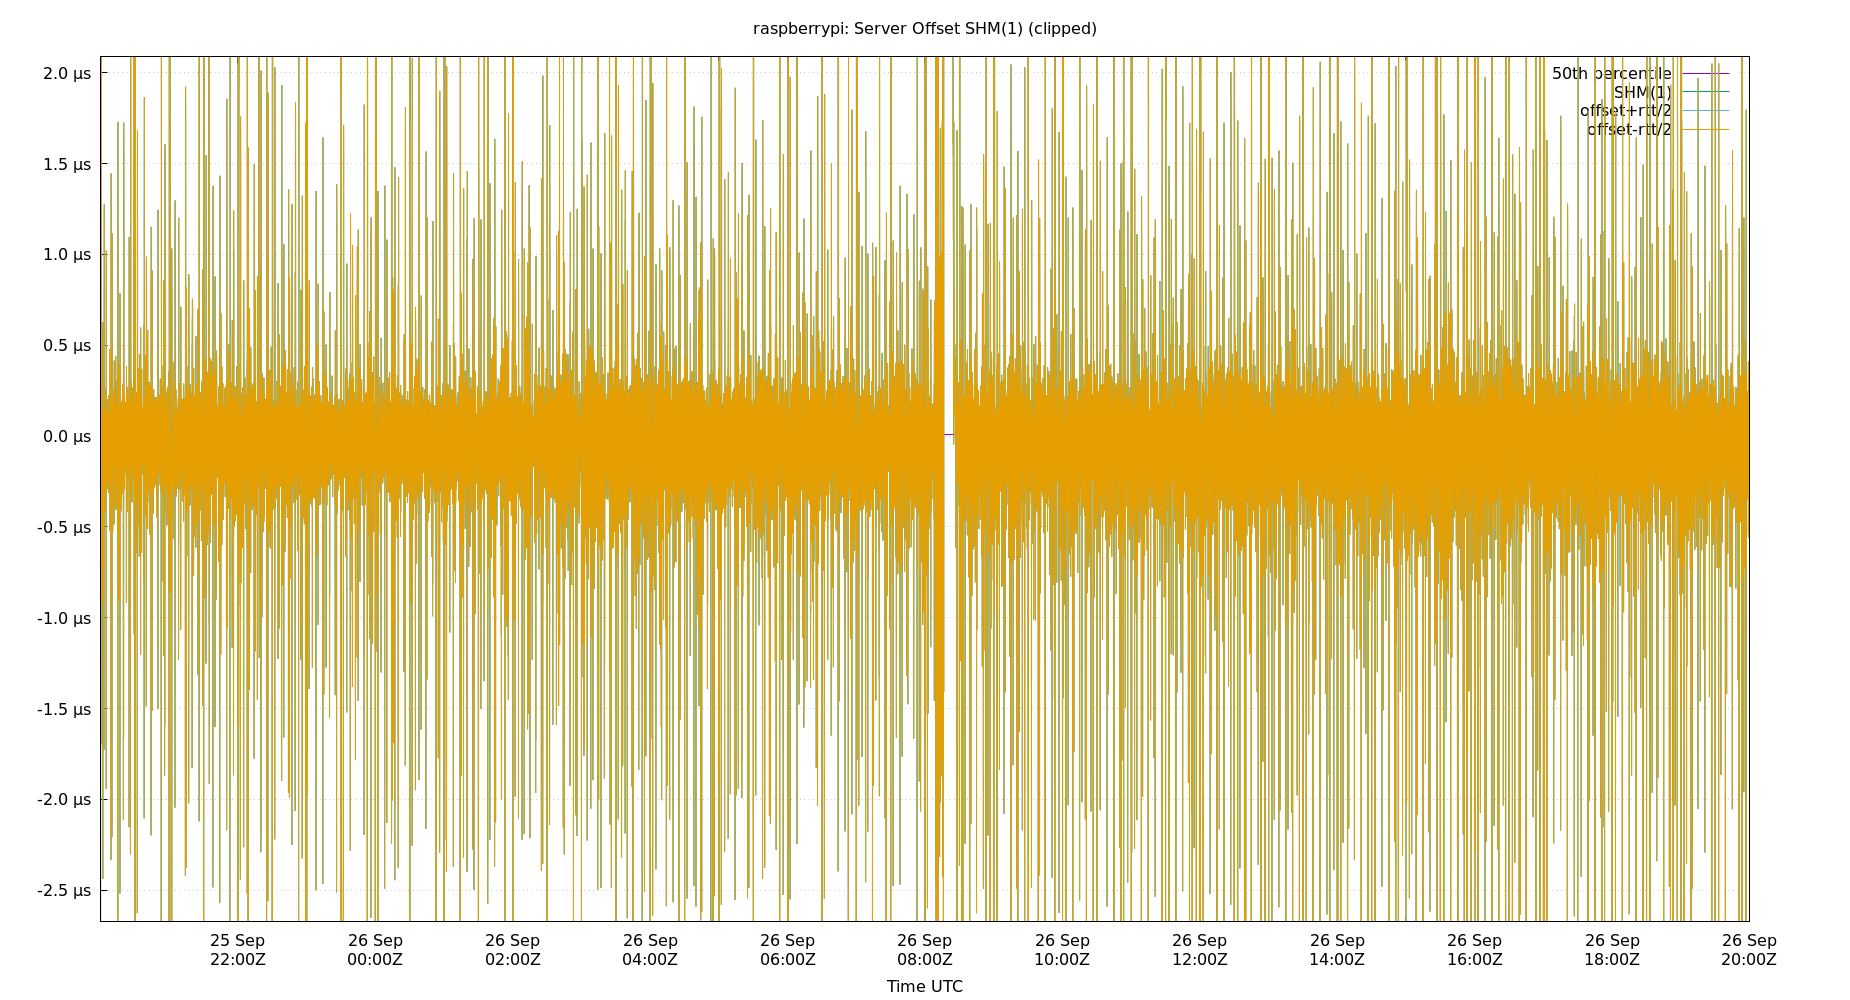 raspberrypi: Server Offset SHM(1) (clipped)
2.0 µs
1.5 µs
1.0 µs
0.5 µs
0.0 µs
-0.5 µs
-1.0 µs
-1.5 µs
-2.0 µs
-2.5 µs
50th percentile
SHM(1)
offset+rtt/2
offset-rtt/2
25 Sep 26 Sep 26 Sep 26 Sep 26 Sep 26 Sep 26 Sep 26 Sep 26 Sep 26 Sep 26 Sep 26 Sep
22:00Z 00:00Z 02:00Z 04:00Z 06:00Z 08:00Z 10:00Z 12:00Z 14:00Z 16:00Z 18:00Z 20:00Z
Time UTC